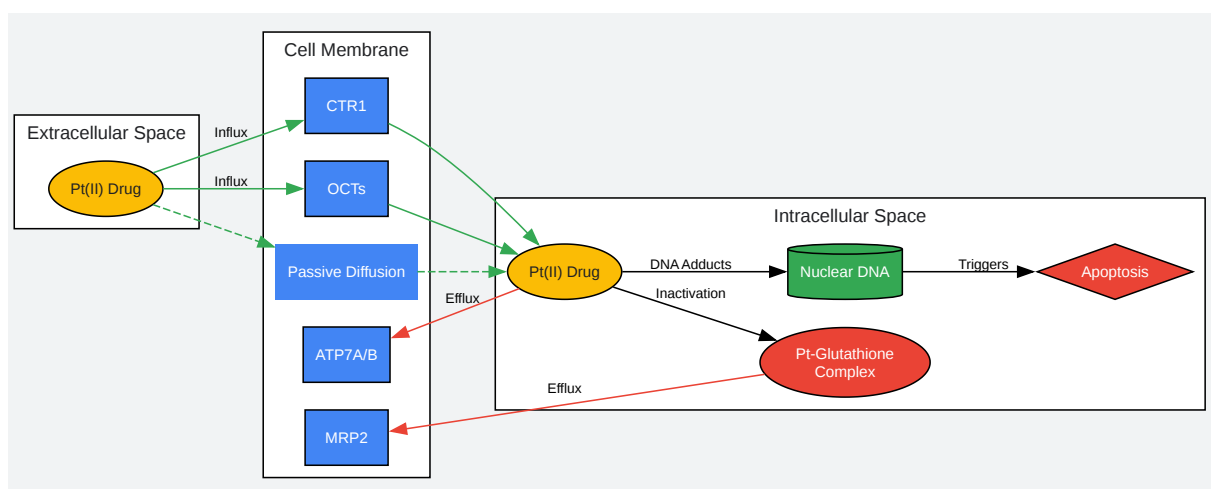 Cell Membrane
CTR1
Extracellular Space
Influx
Pt(II) Drug
Influx
OCTs
Intracellular Space
Passive Diffusion
Pt(II) Drug
DNA Adducts
Nuclear DNA
Triggers
Apoptosis
Efflux
Inactivation
ATP7A/B
Pt-Glutathione
Complex
Efflux
MRP2